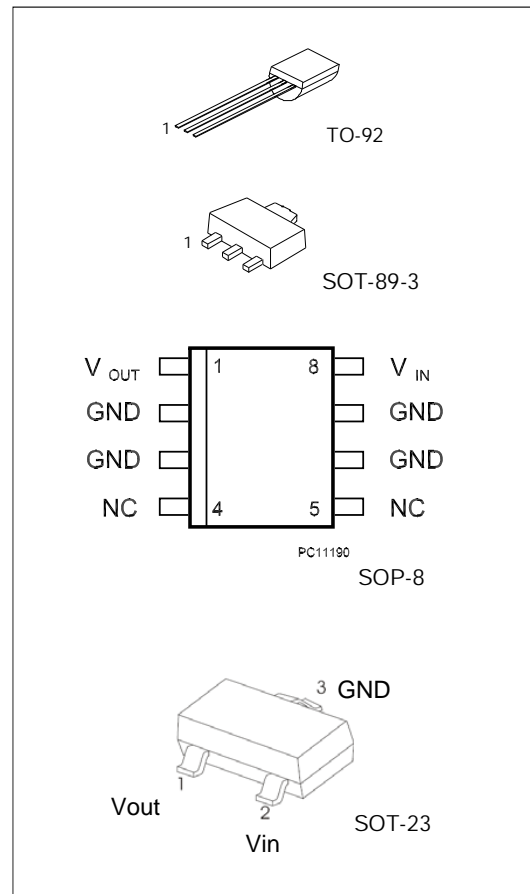 1
TO-92
1
SOT-89-3
V OUT 1 8 V IN
GND GND
GND GND
NC 4 5 NC
PC11190
SOP-8
3 GND
1
Vout
2
Vin
SOT-23